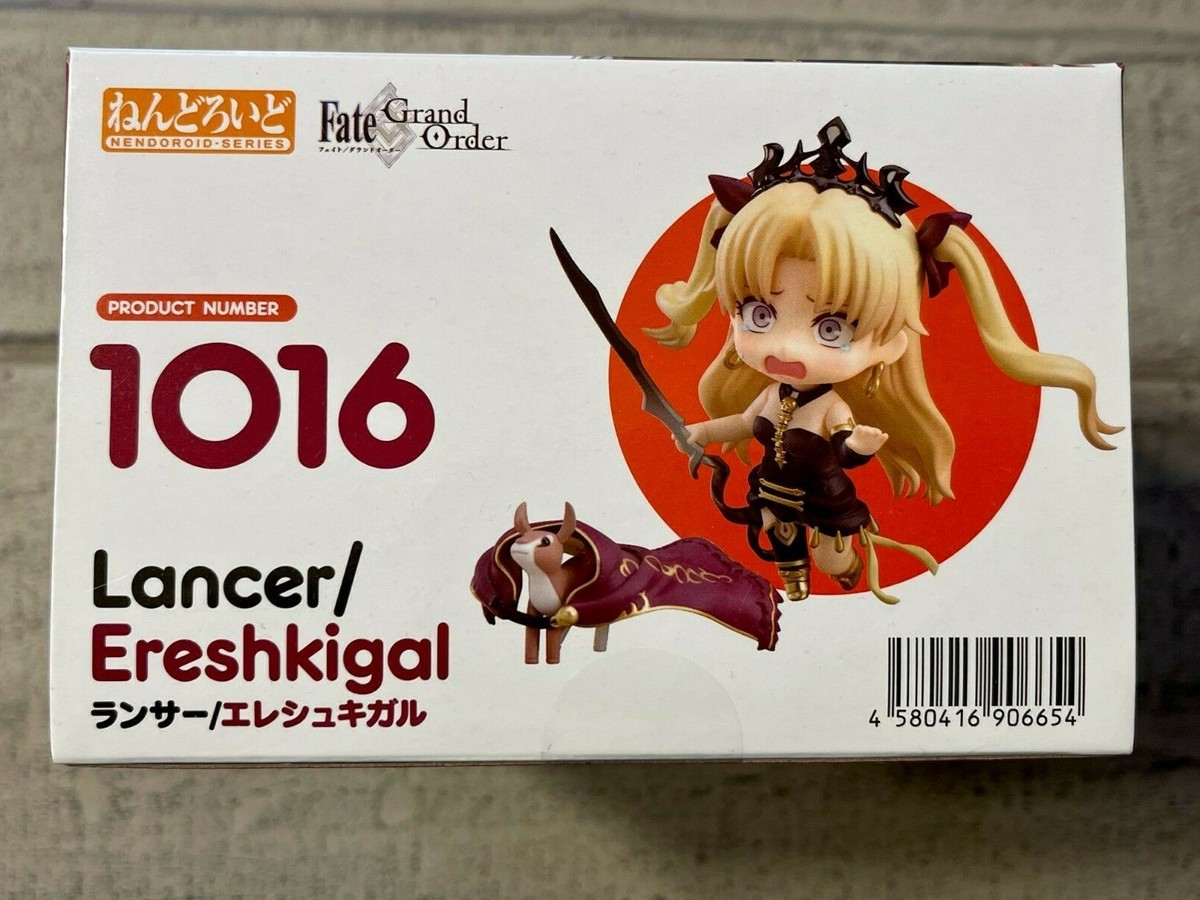 ねんどろいど
NENDOROID·SERIES
Fate Grand Order
フェイト/グランドオーダー
PRODUCT NUMBER
1016
Lancer/
Ereshkigal
ランサー/エレシュキガル
4 580416 906654